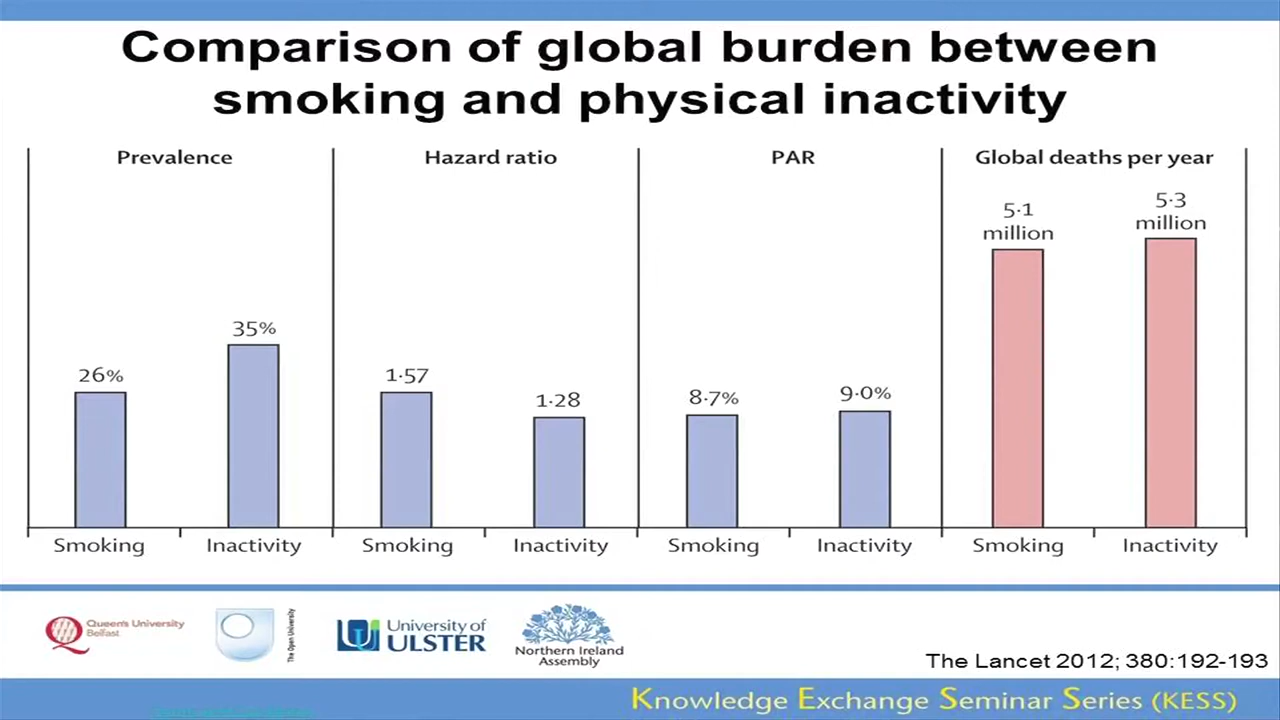 Comparison of global burden between
smoking and physical inactivity
Prevalence
Hazard ratio
PAR
Global deaths per year
26%
35%
1·57
1·28
8·7%
9·0%
5·1
million
5·3
million
Smoking
Inactivity
Smoking
Inactivity
Smoking
Inactivity
Smoking
Inactivity
Queen's University
Belfast
The Open University
University of
ULSTER
Northern Ireland
Assembly
The Lancet 2012; 380:192-193
Knowledge Exchange Seminar Series (KESS)